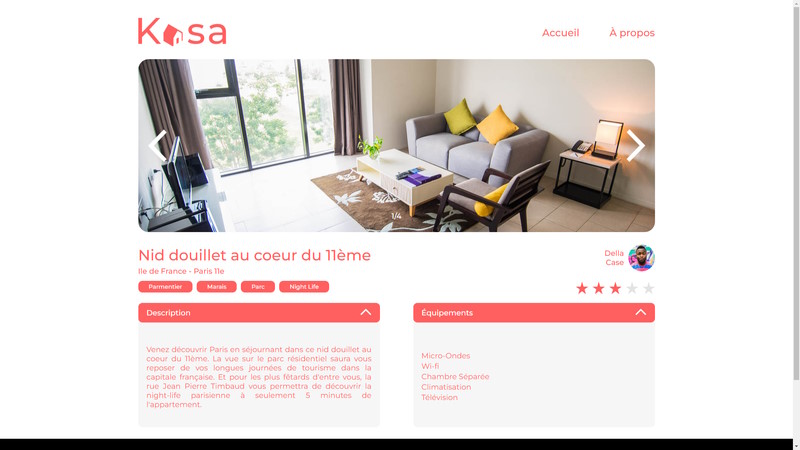 Kasa
Accueil
À propos
1/4
Nid douillet au coeur du 11ème
Ile de France - Paris 11e
Delia
Case
Parmentier
Marais
Parc
Night Life
Description
Venez découvrir Paris en séjournant dans ce nid douillet au
coeur du 11ème. La vue sur le parc résidentiel saura vous
reposer de vos longues journées de tourisme dans la
capitale française. Et pour les plus fêtards d'entre vous, la
rue Jean Pierre Timbaud vous permettra de découvrir la
night-life parisienne à seulement 5 minutes de
l'appartement.
Équipements
Micro-Ondes
Wi-fi
Chambre Séparée
Climatisation
Télévision